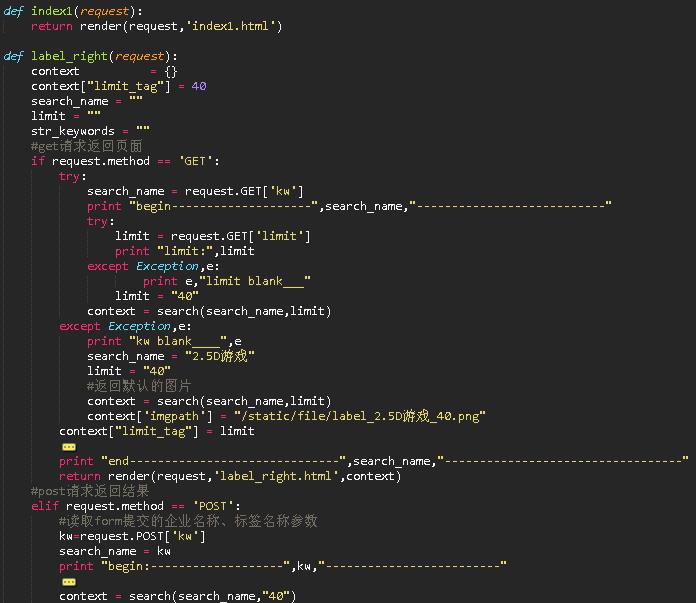 def index1(request):
    return render(request,'index1.html')
def label_right(request):
    context          = {}
    context["limit_tag"] = 40
    search_name = ""
    limit = ""
    str_keywords = ""
    #get请求返回页面
    if request.method == 'GET':
        try:
            search_name = request.GET['kw']
            print "begin--------------------",search_name,"---------------------------"
            try:
                limit = request.GET['limit']
                print "limit:",limit
            except Exception,e:
                    print e,"limit blank___"
                limit = "40"
            context = search(search_name,limit)
        except Exception,e:
            print "kw blank____",e
            search_name = "2.5D游戏"
            limit = "40"
            #返回默认的图片
            context = search(search_name,limit)
            context['imgpath'] = "/static/file/label_2.5D游戏_40.png"
        context["limit_tag"] = limit
        print "end------------------------------",search_name,"----------------------------------"
        return render(request,'label_right.html',context)
    #post请求返回结果
    elif request.method == 'POST':
        #读取form提交的企业名称、标签名称参数
        kw=request.POST['kw']
        search_name = kw
        print "begin:-------------------",kw,"-------------------------"
        context = search(search_name,"40")